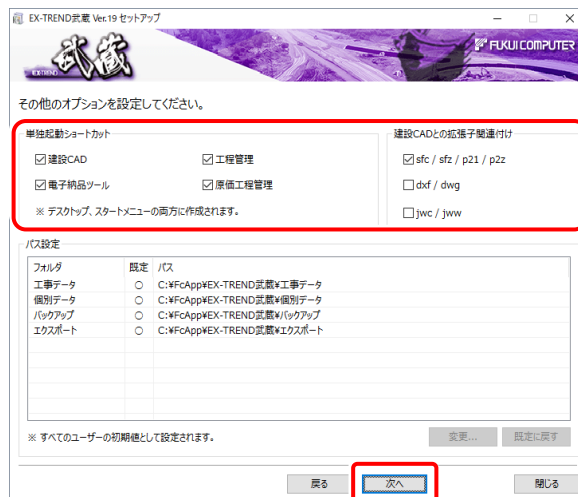 EX-TREND武蔵 Ver.19 セットアップ
EX-TREND 武蔵
FUKUI COMPUTER
その他のオプションを設定してください。
単独起動ショートカット
建設CADとの拡張子関連付け
☑建設CAD
☑工程管理
☑sfc / sfz / p21 / p2z
☑電子納品ツール
☑原価工程管理
☐dxf / dwg
※ デスクトップ、スタートメニューの両方に作成されます。
☐jwc / jww
パス設定
フォルダ 既定 パス
工事データ ○ C:¥FcApp¥EX-TREND武蔵¥工事データ
個別データ ○ C:¥FcApp¥EX-TREND武蔵¥個別データ
バックアップ ○ C:¥FcApp¥EX-TREND武蔵¥バックアップ
エクスポート ○ C:¥FcApp¥EX-TREND武蔵¥エクスポート
※ すべてのユーザーの初期値として設定されます。
変更... 既定に戻す
戻る 次へ 閉じる